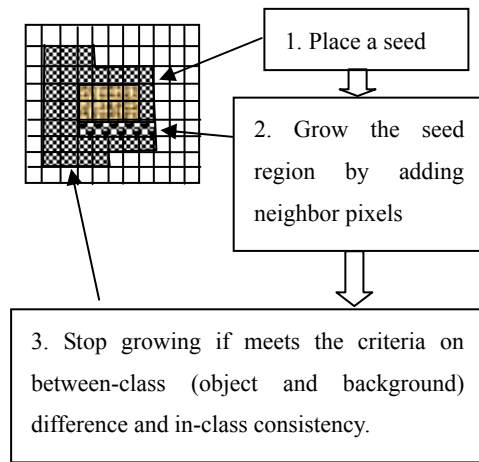 1. Place a seed
2. Grow the seed
region by adding
neighbor pixels
3. Stop growing if meets the criteria on
between-class (object and background)
difference and in-class consistency.